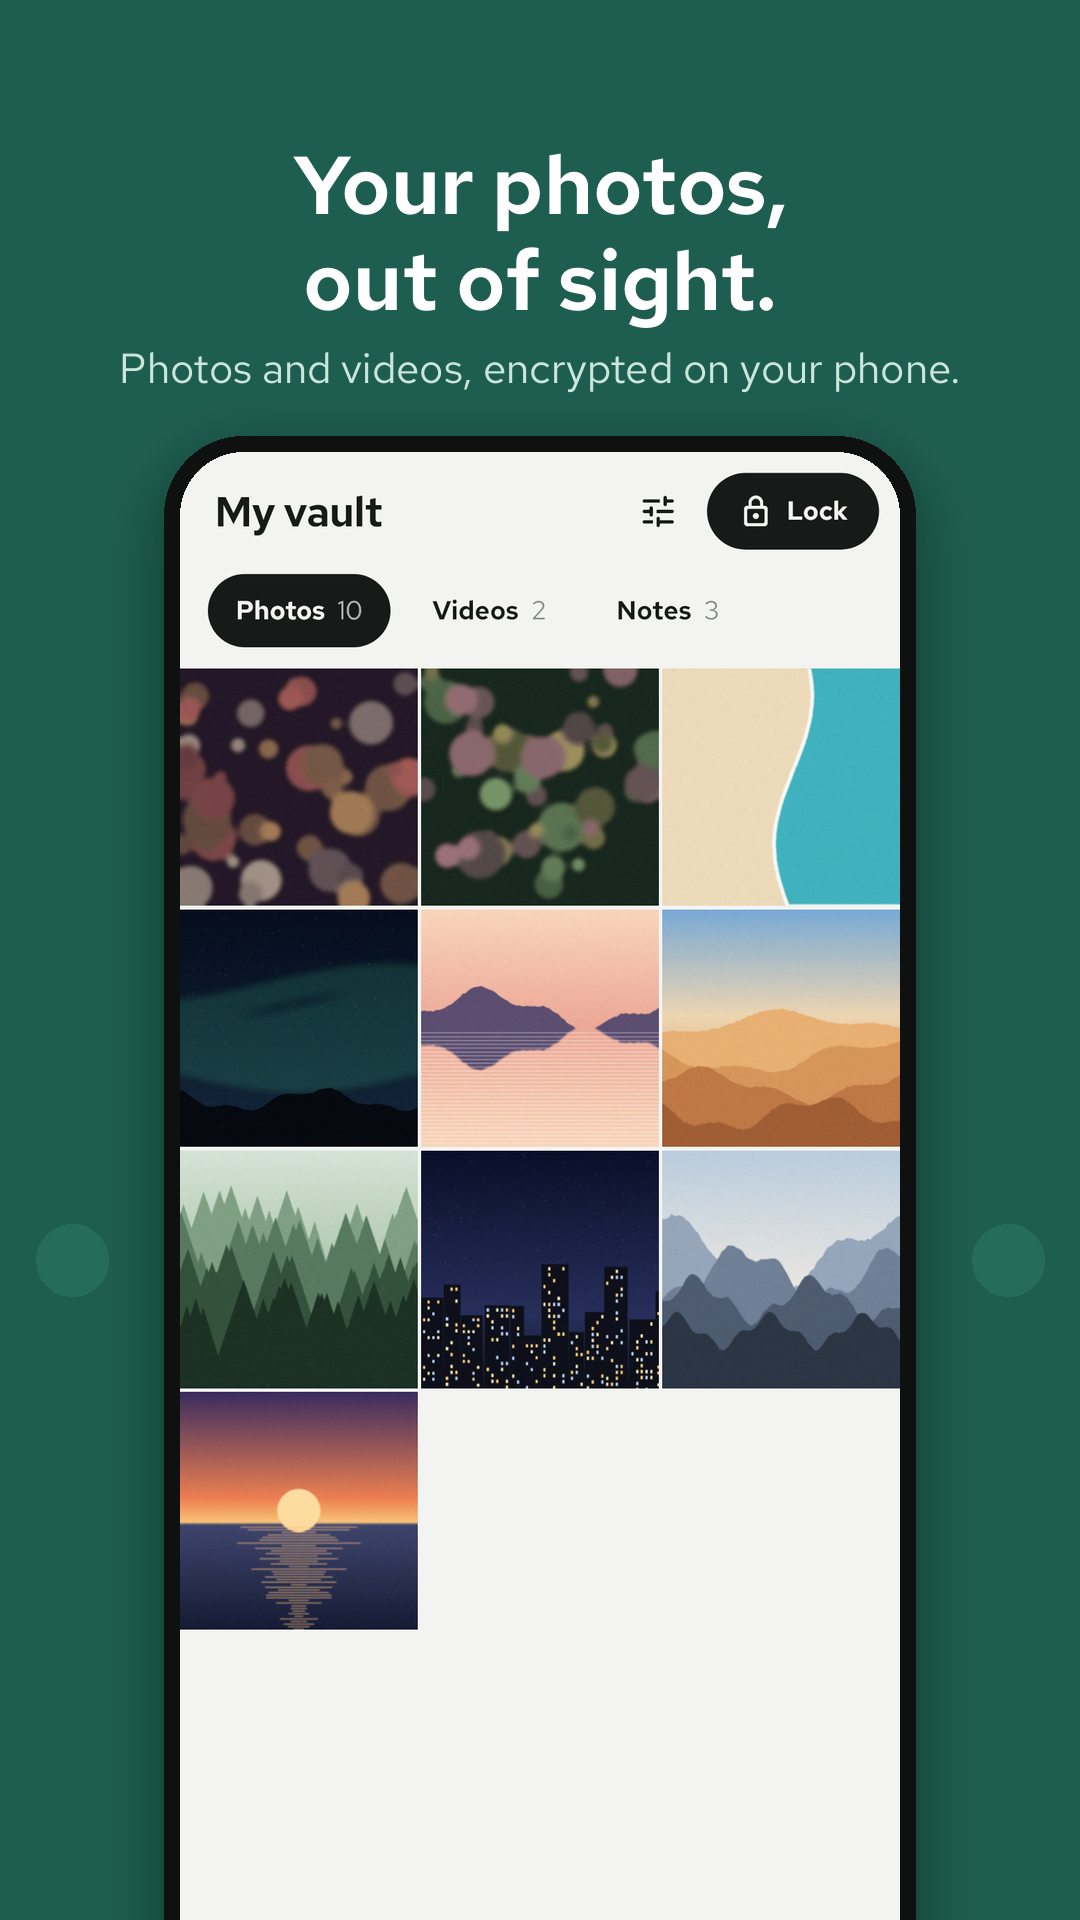 Your photos,
out of sight.
Photos and videos, encrypted on your phone.
My vault
Lock
Photos 10
Videos 2
Notes 3